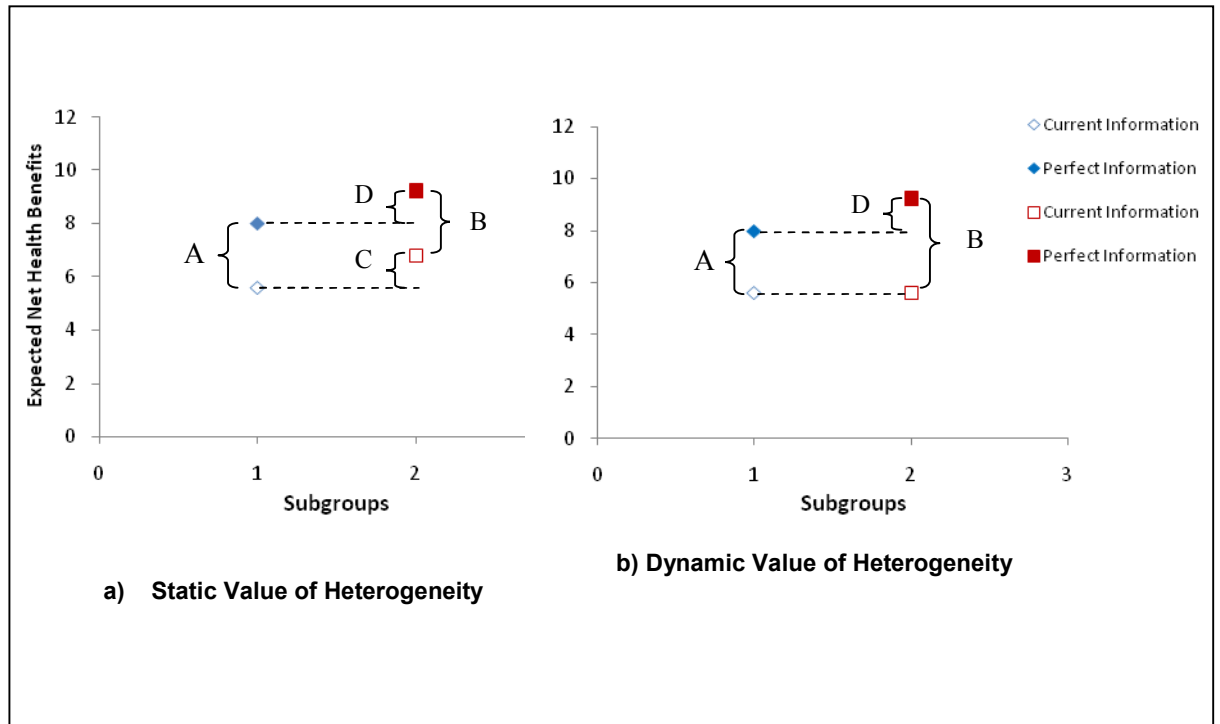 12
10
8
6
4
2
0
Expected Net Health Benefits
A
D
C
B
0
1
2
Subgroups
a) Static Value of Heterogeneity
12
10
8
6
4
2
0
A
D
B
0
1
2
3
Subgroups
b) Dynamic Value of Heterogeneity
Current Information
Perfect Information
Current Information
Perfect Information